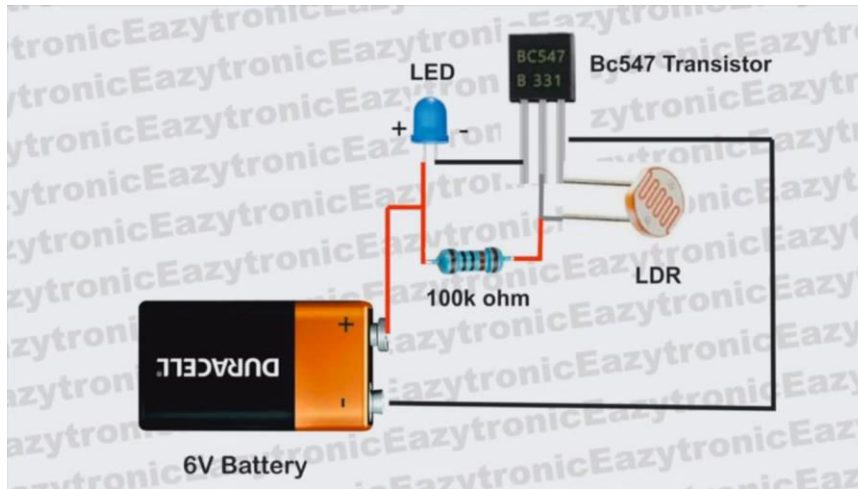 LED
BC547
B 331
Bc547 Transistor
+
-
LDR
100k ohm
+
-
DURACELL
6V Battery